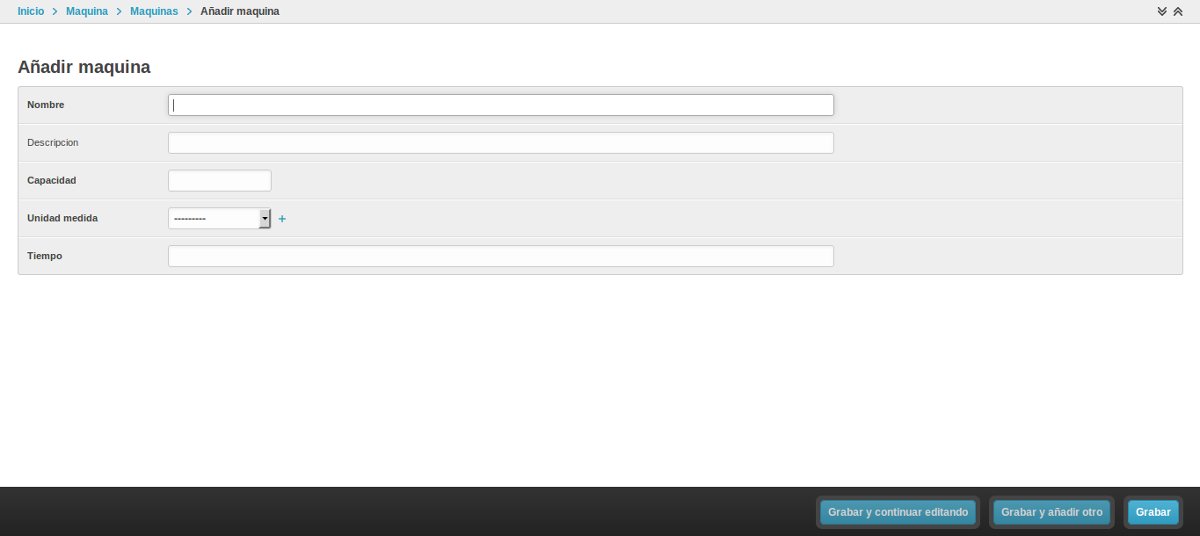 Inicio > Maquina > Maquinas > Añadir maquina
Añadir maquina
Nombre
Descripcion
Capacidad
Unidad medida --------- +
Tiempo
Grabar y continuar editando Grabar y añadir otro Grabar